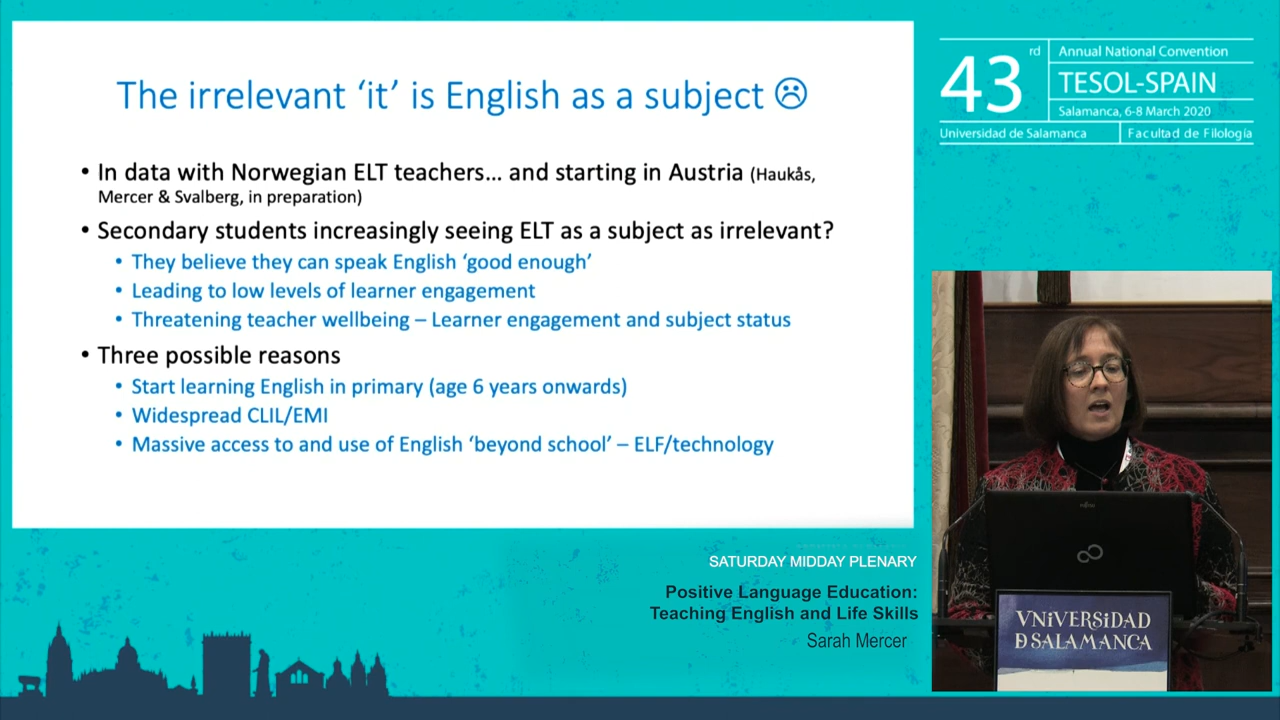 The irrelevant ‘it’ is English as a subject ☹
• In data with Norwegian ELT teachers… and starting in Austria (Haukås,
Mercer & Svalberg, in preparation)
• Secondary students increasingly seeing ELT as a subject as irrelevant?
• They believe they can speak English ‘good enough’
• Leading to low levels of learner engagement
• Threatening teacher wellbeing – Learner engagement and subject status
• Three possible reasons
• Start learning English in primary (age 6 years onwards)
• Widespread CLIL/EMI
• Massive access to and use of English ‘beyond school’ – ELF/technology
43rd
Annual National Convention
TESOL-SPAIN
Salamanca, 6-8 March 2020
Universidad de Salamanca
Facultad de Filología
SATURDAY MIDDAY PLENARY
Positive Language Education:
Teaching English and Life Skills
Sarah Mercer
FUJITSU
VNiVERSiDAD
D SALAMANCA